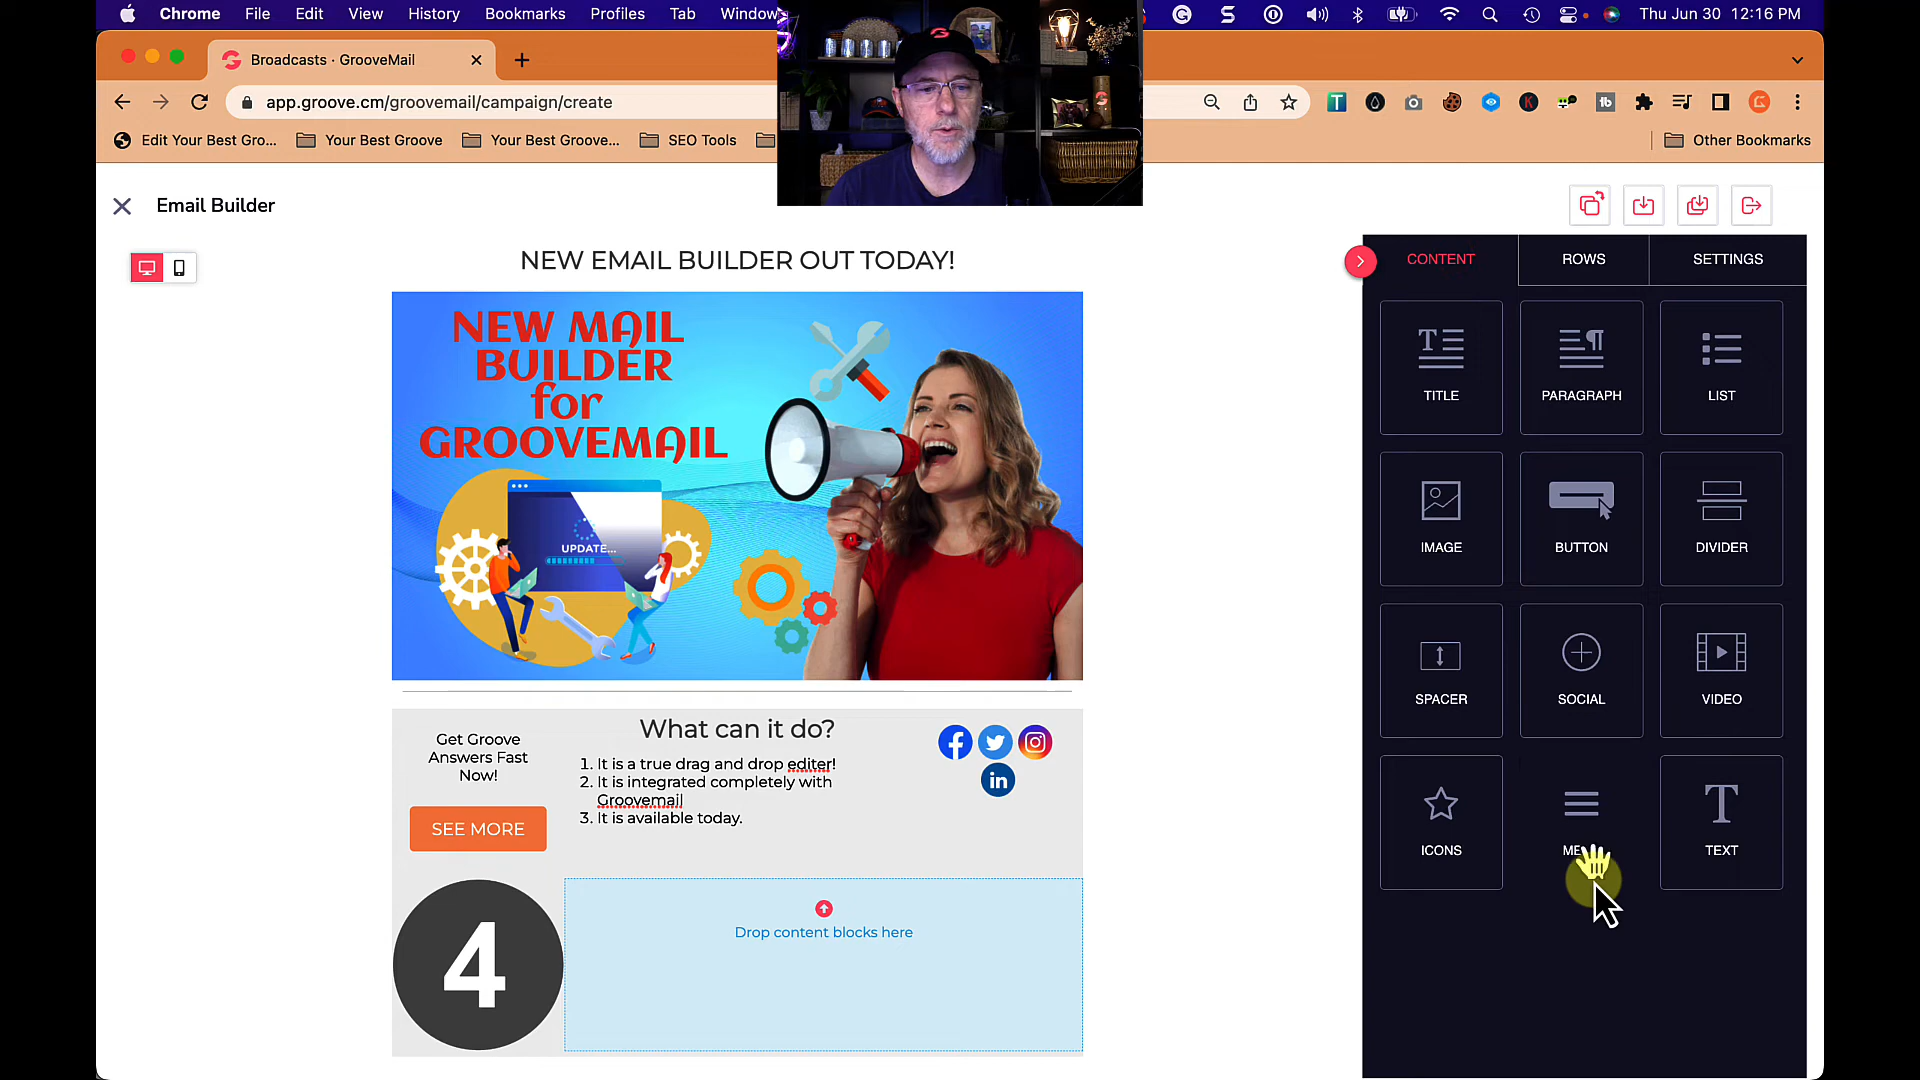 Chrome File Edit View History Bookmarks Profiles Tab Window Thu Jun 30 12:16 PM
Broadcasts · GrooveMail
app.groove.cm/groovemail/campaign/create
Edit Your Best Gro... Your Best Groove Your Best Groove... SEO Tools Other Bookmarks
Email Builder
NEW EMAIL BUILDER OUT TODAY!
NEW MAIL
BUILDER
for
GROOVEMAIL
UPDATE...
Get Groove
Answers Fast
Now!
SEE MORE
What can it do?
1. It is a true drag and drop editer!
2. It is integrated completely with
Groovemail
3. It is available today.
4
Drop content blocks here
CONTENT ROWS SETTINGS
TITLE PARAGRAPH LIST
IMAGE BUTTON DIVIDER
SPACER SOCIAL VIDEO
ICONS TEXT